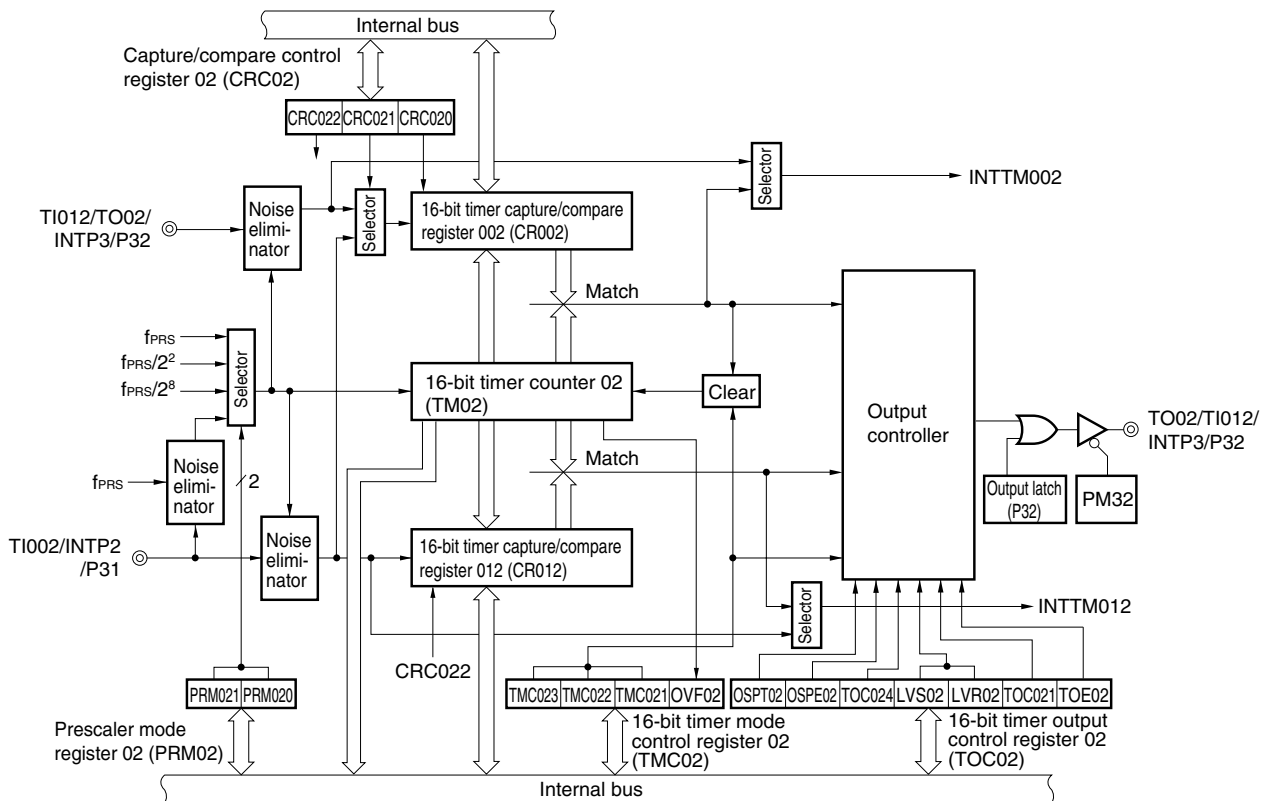 Internal bus
Capture/compare control
register 02 (CRC02)
CRC022 CRC021 CRC020
Selector
INTTM002
TI012/TO02/
INTP3/P32
Noise
elimi-
nator
Selector
16-bit timer capture/compare
register 002 (CR002)
Match
fPRS
fPRS/2²
fPRS/2⁸
Selector
16-bit timer counter 02
(TM02)
Clear
Output
controller
TO02/TI012/
INTP3/P32
Match
fPRS
Noise
elimi-
nator
2
Output latch
(P32)
PM32
TI002/INTP2
/P31
Noise
elimi-
nator
16-bit timer capture/compare
register 012 (CR012)
Selector
INTTM012
CRC022
PRM021 PRM020
TMC023 TMC022 TMC021 OVF02
OSPT02 OSPE02 TOC024 LVS02 LVR02 TOC021 TOE02
Prescaler mode
register 02 (PRM02)
16-bit timer mode
control register 02
(TMC02)
16-bit timer output
control register 02
(TOC02)
Internal bus